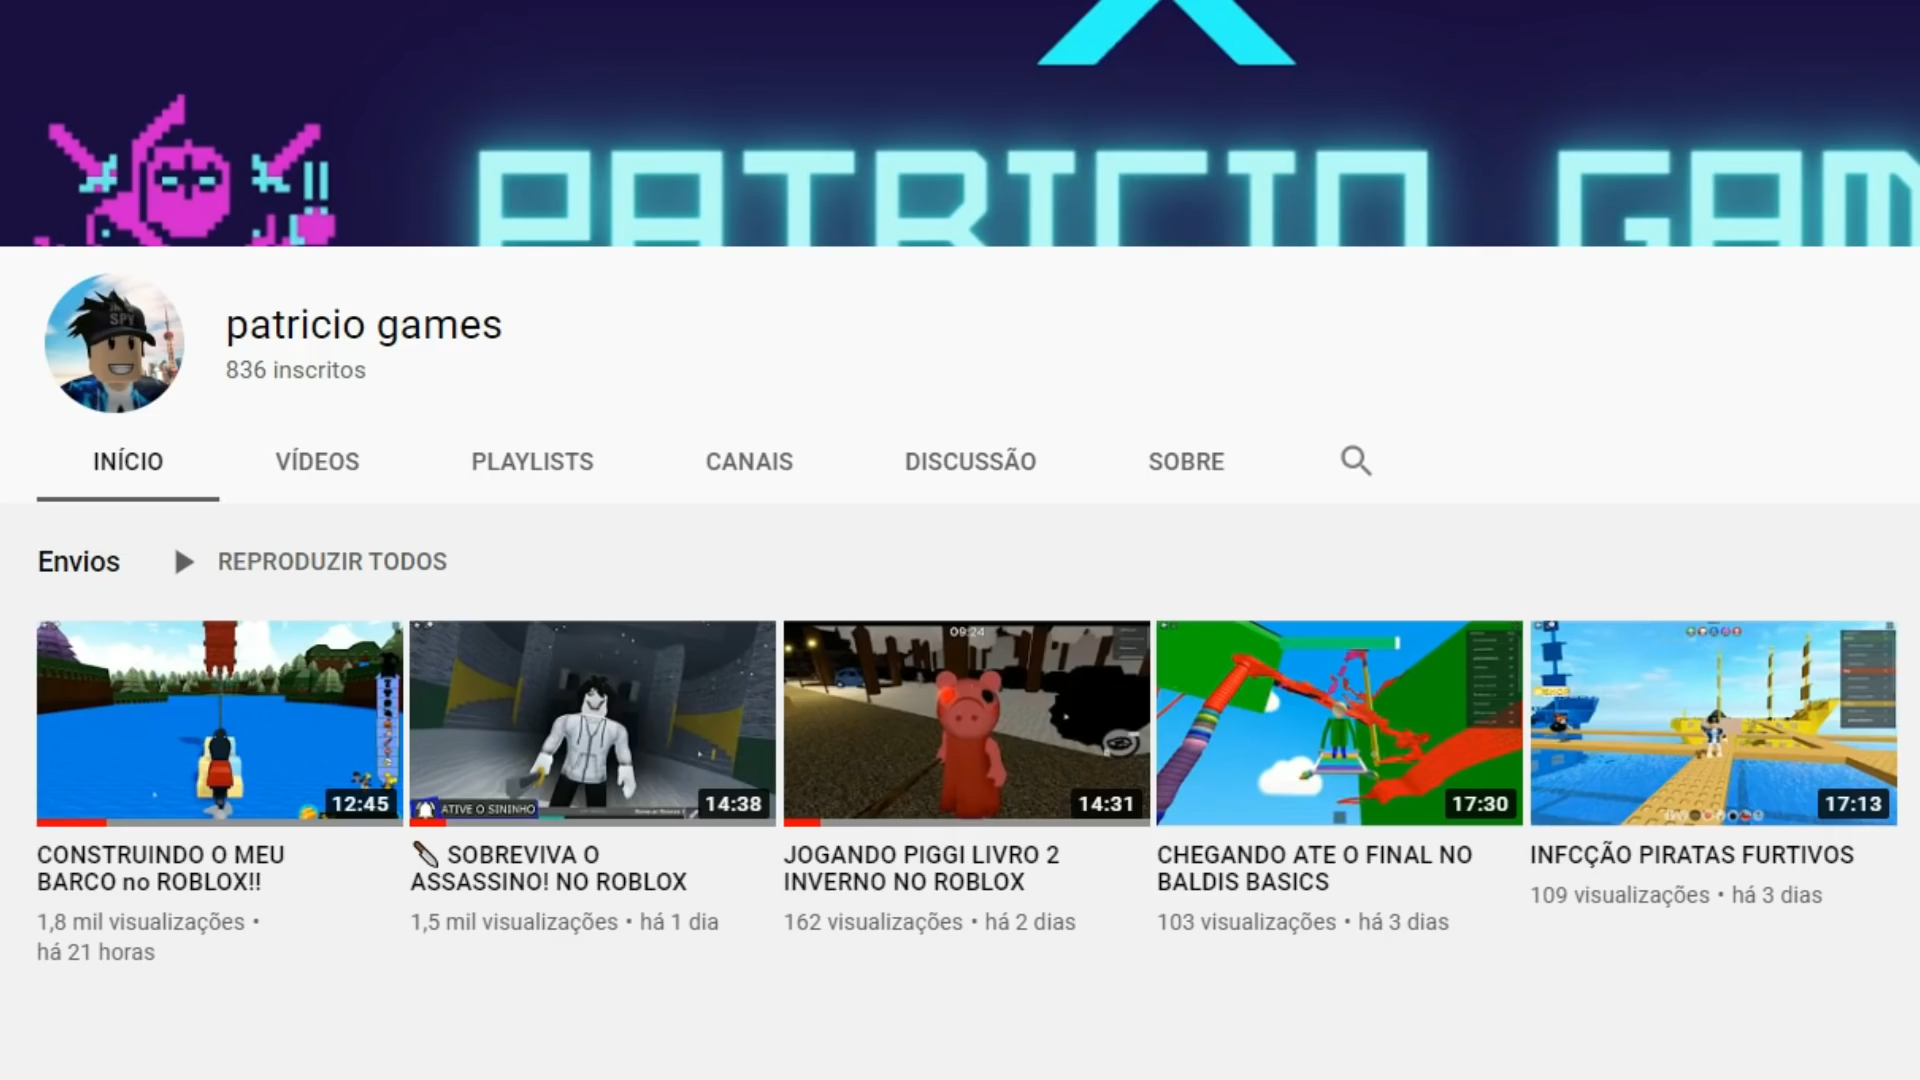 PATRICIO GAM
SPY
patricio games
836 inscritos
INÍCIO VÍDEOS PLAYLISTS CANAIS DISCUSSÃO SOBRE
Envios REPRODUZIR TODOS
09:24
ATIVE O SININHO
12:45 14:38 14:31 17:30 17:13
CONSTRUINDO O MEU
BARCO no ROBLOX!!
1,8 mil visualizações •
há 21 horas
🔪 SOBREVIVA O
ASSASSINO! NO ROBLOX
1,5 mil visualizações • há 1 dia
JOGANDO PIGGI LIVRO 2
INVERNO NO ROBLOX
162 visualizações • há 2 dias
CHEGANDO ATE O FINAL NO
BALDIS BASICS
103 visualizações • há 3 dias
INFCÇÃO PIRATAS FURTIVOS
109 visualizações • há 3 dias